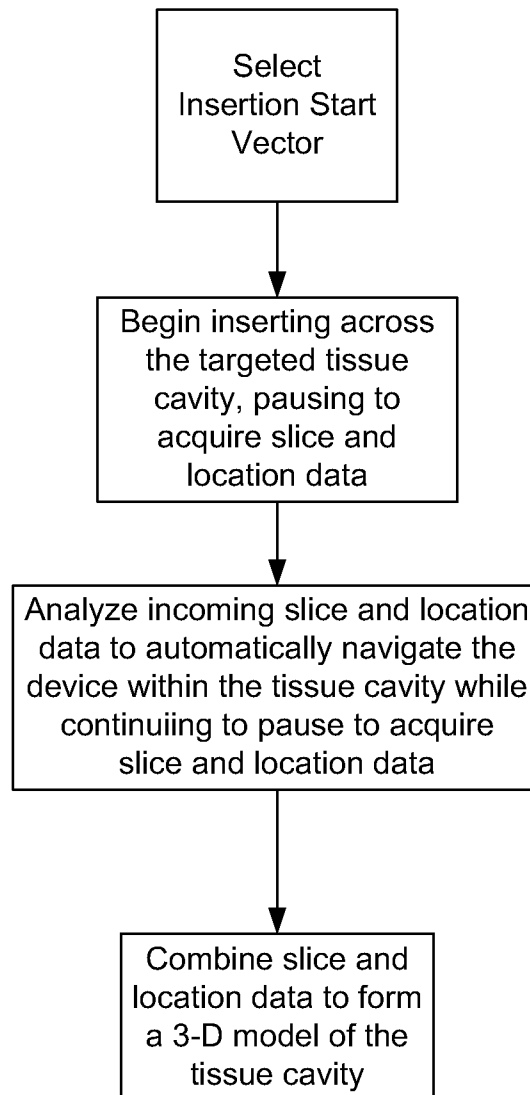 Select
Insertion Start
Vector
Begin inserting across
the targeted tissue
cavity, pausing to
acquire slice and
location data
Analyze incoming slice and location
data to automatically navigate the
device within the tissue cavity while
continuiing to pause to acquire
slice and location data
Combine slice and
location data to form
a 3-D model of the
tissue cavity